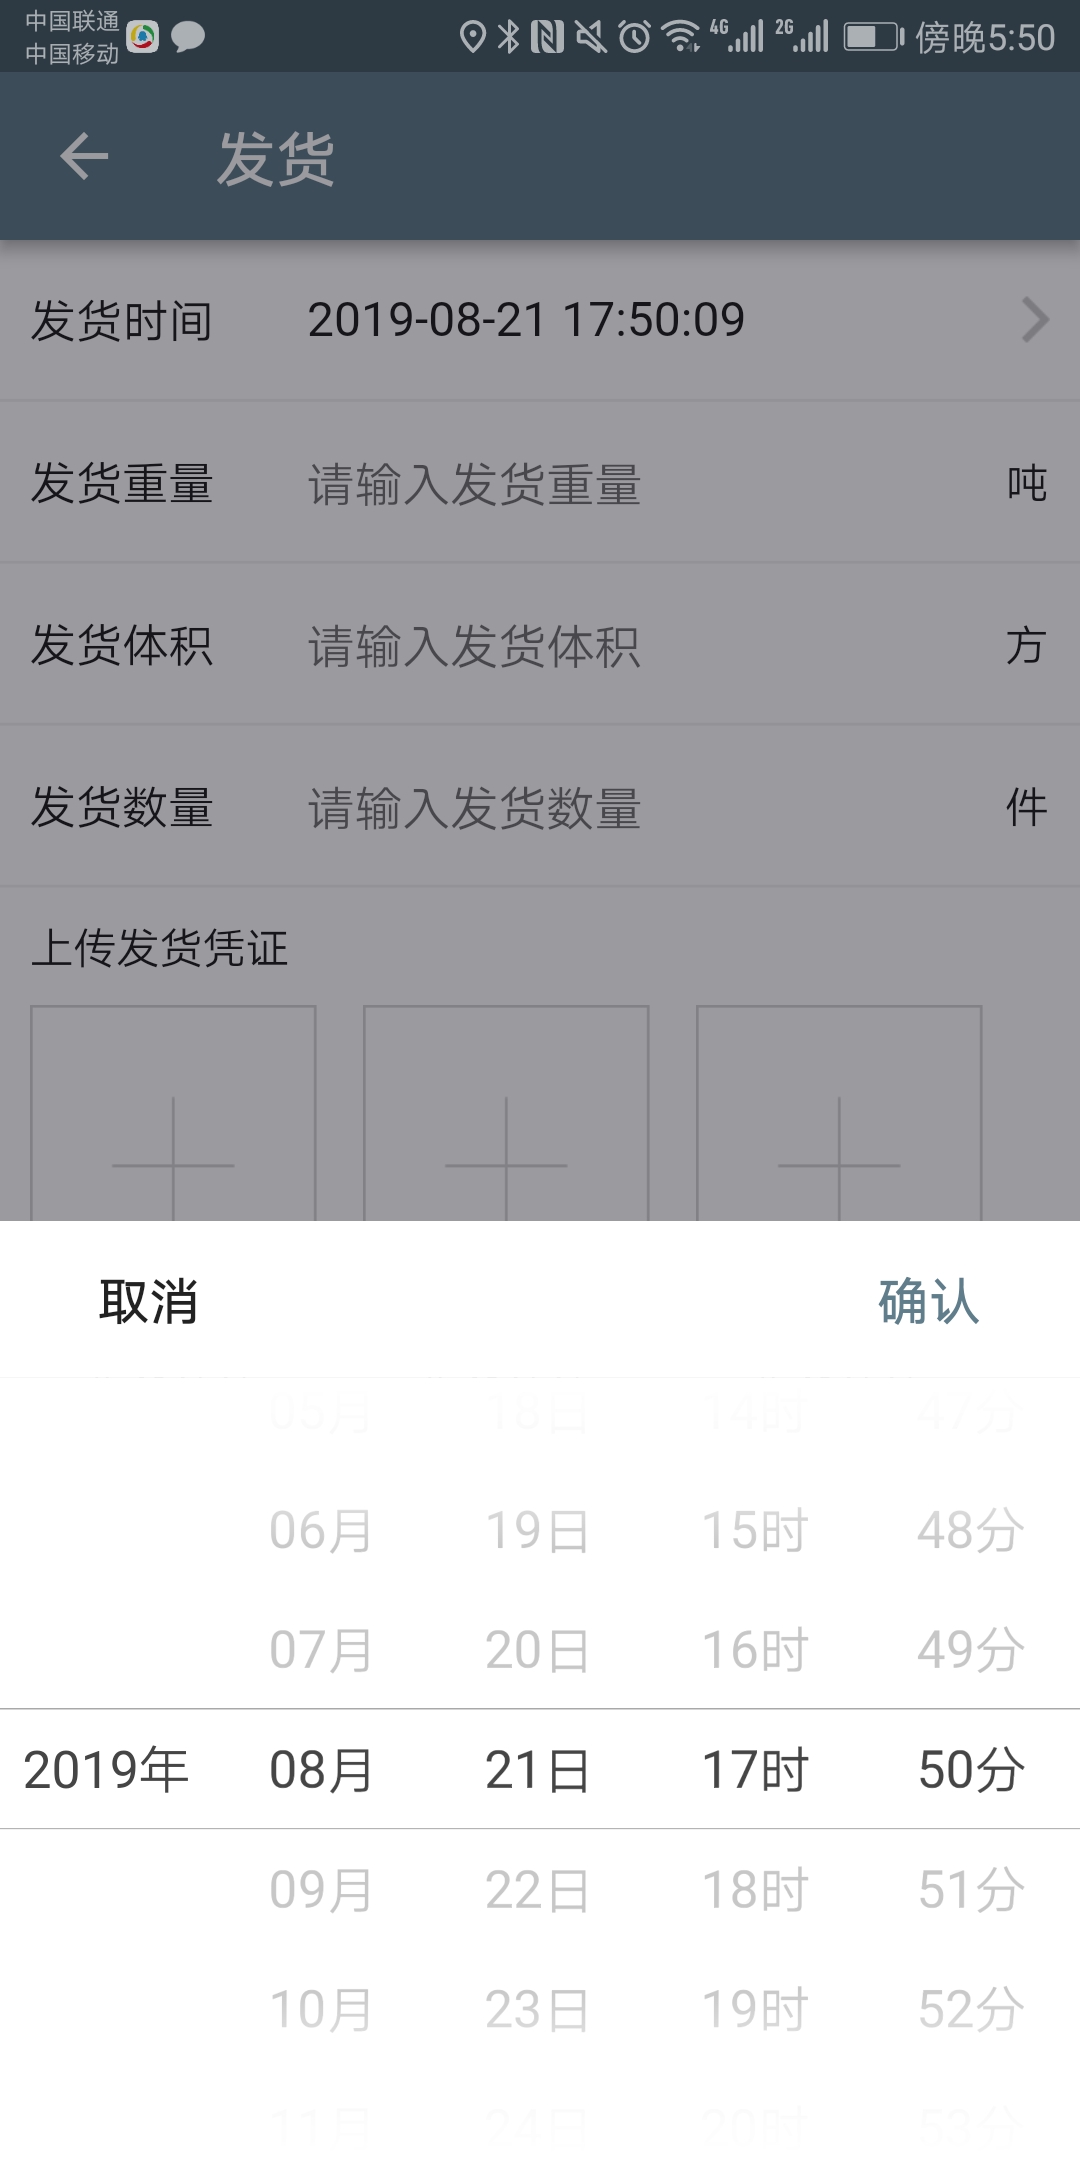 中国联通
中国移动
4G
2G
傍晚5:50
发货
发货时间 2019-08-21 17:50:09
发货重量 请输入发货重量 吨
发货体积 请输入发货体积 方
发货数量 请输入发货数量 件
上传发货凭证
取消 确认
05月 18日 14时 47分
06月 19日 15时 48分
07月 20日 16时 49分
2019年 08月 21日 17时 50分
09月 22日 18时 51分
10月 23日 19时 52分
11月 24日 20时 53分